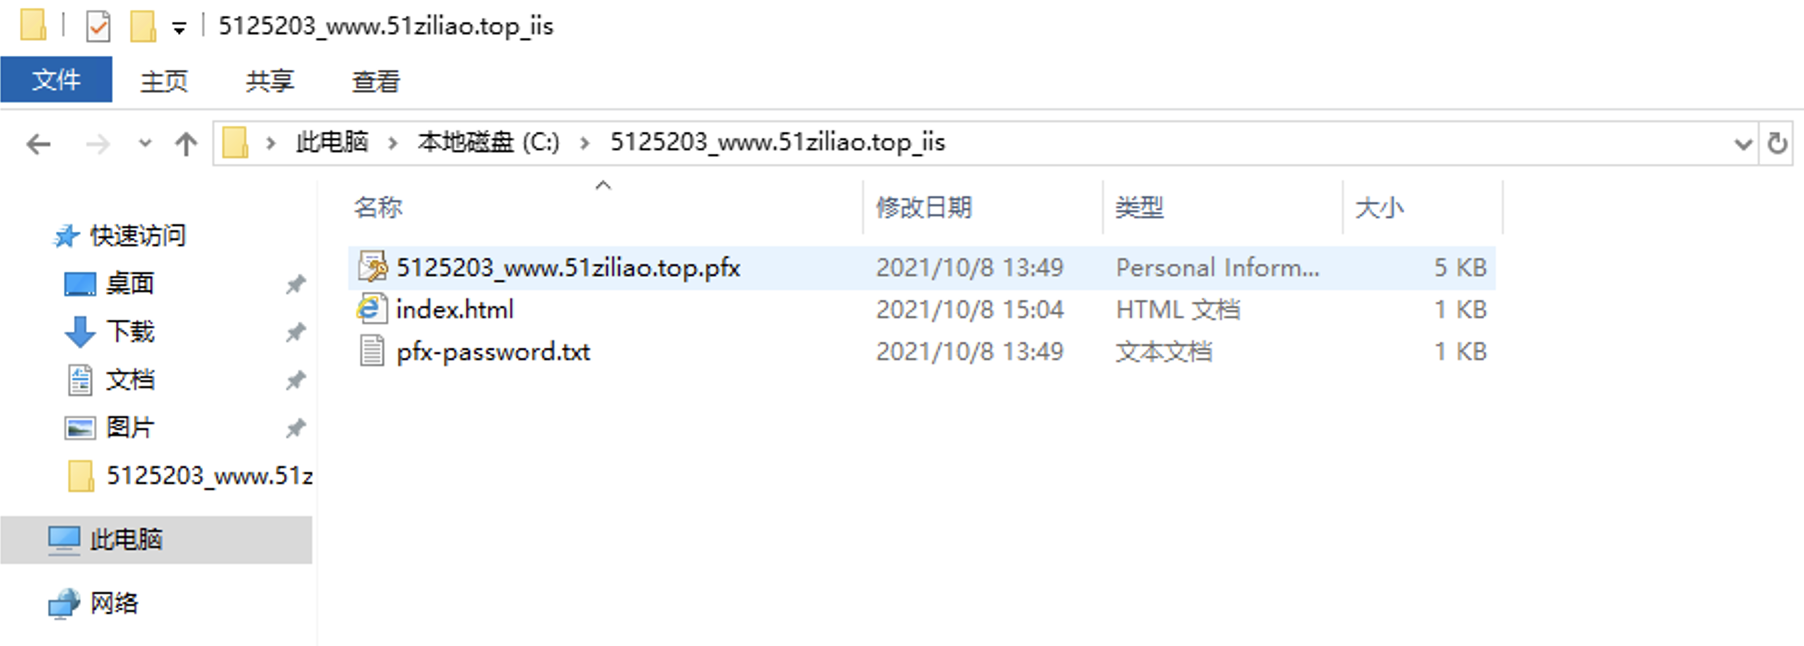 5125203_www.51ziliao.top_iis
文件 主页 共享 查看
此电脑 本地磁盘 (C:) 5125203_www.51ziliao.top_iis
名称 修改日期 类型 大小
快速访问
桌面
下载
文档
图片
5125203_www.51z
此电脑
网络
5125203_www.51ziliao.top.pfx 2021/10/8 13:49 Personal Inform... 5 KB
index.html 2021/10/8 15:04 HTML 文档 1 KB
pfx-password.txt 2021/10/8 13:49 文本文档 1 KB